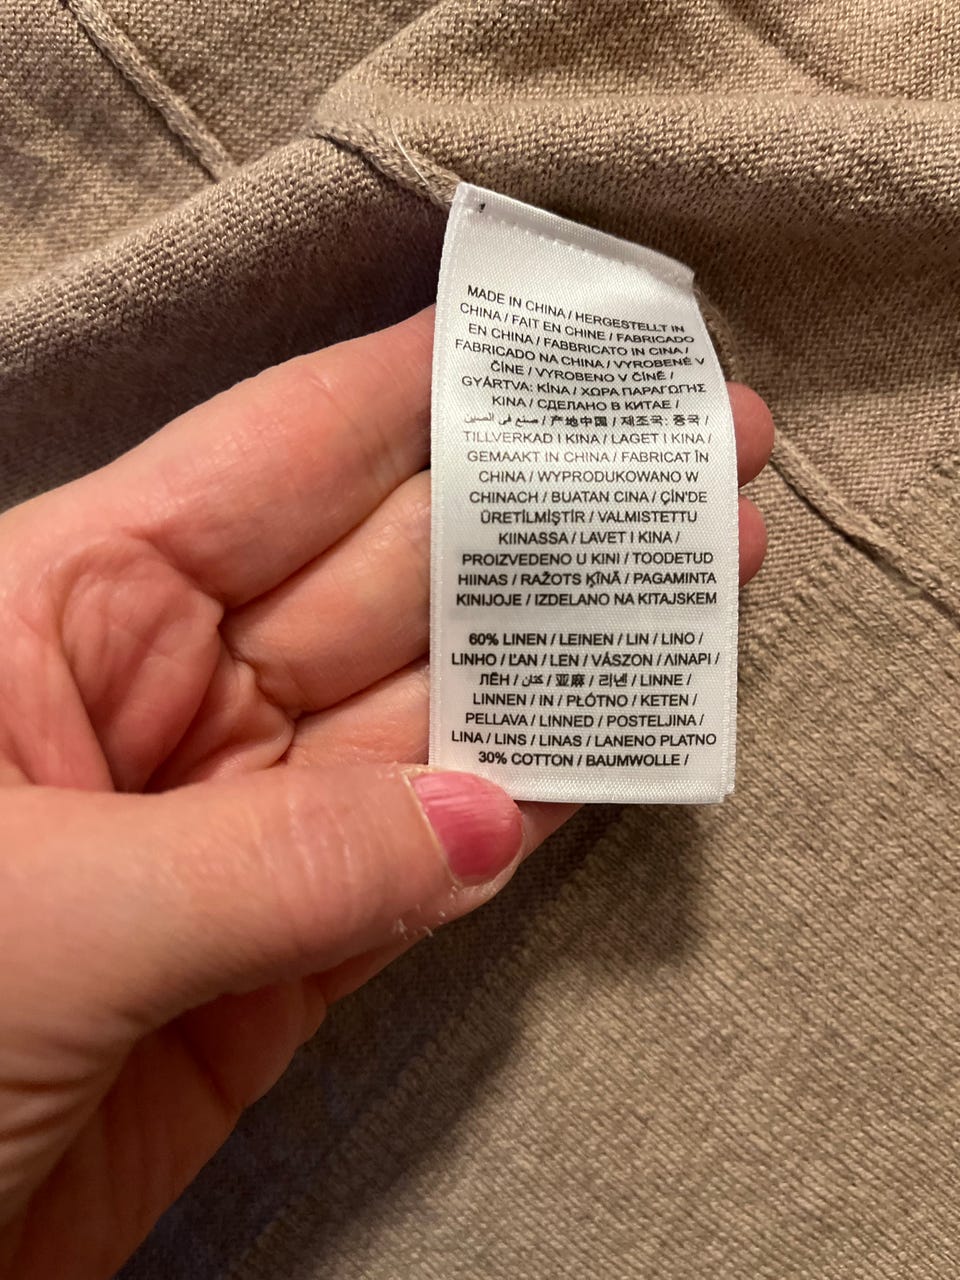 MADE IN CHINA / HERGESTELLT IN
CHINA / FAIT EN CHINE / FABRICADO
EN CHINA / FABBRICATO IN CINA /
FABRICADO NA CHINA / VYROBENÉ V
ČÍNE / VYROBENO V ČÍNĚ /
GYÁRTVA: KÍNA / ΧΩΡΑ ΠΑΡΑΓΩΓΗΣ
KINA / СДЕЛАНО В КИТАЕ /
صنع في الصين / 产地中国 / 제조국: 중국 /
TILLVERKAD I KINA / LAGET I KINA /
GEMAAKT IN CHINA / FABRICAT ÎN
CHINA / WYPRODUKOWANO W
CHINACH / BUATAN CINA / ÇİN'DE
ÜRETİLMİŞTİR / VALMISTETTU
KIINASSA / LAVET I KINA /
PROIZVEDENO U KINI / TOODETUD
HIINAS / RAŽOTS ĶĪNĀ / PAGAMINTA
KINIJOJE / IZDELANO NA KITAJSKEM
60% LINEN / LEINEN / LIN / LINO /
LINHO / ĽAN / LEN / VÁSZON / ΛΙΝΑΡΙ /
ЛЁН / كتان / 亚麻 / 리넨 / LINNE /
LINNEN / IN / PŁÓTNO / KETEN /
PELLAVA / LINNED / POSTELJINA /
LINA / LINS / LINAS / LANENO PLATNO
30% COTTON / BAUMWOLLE /